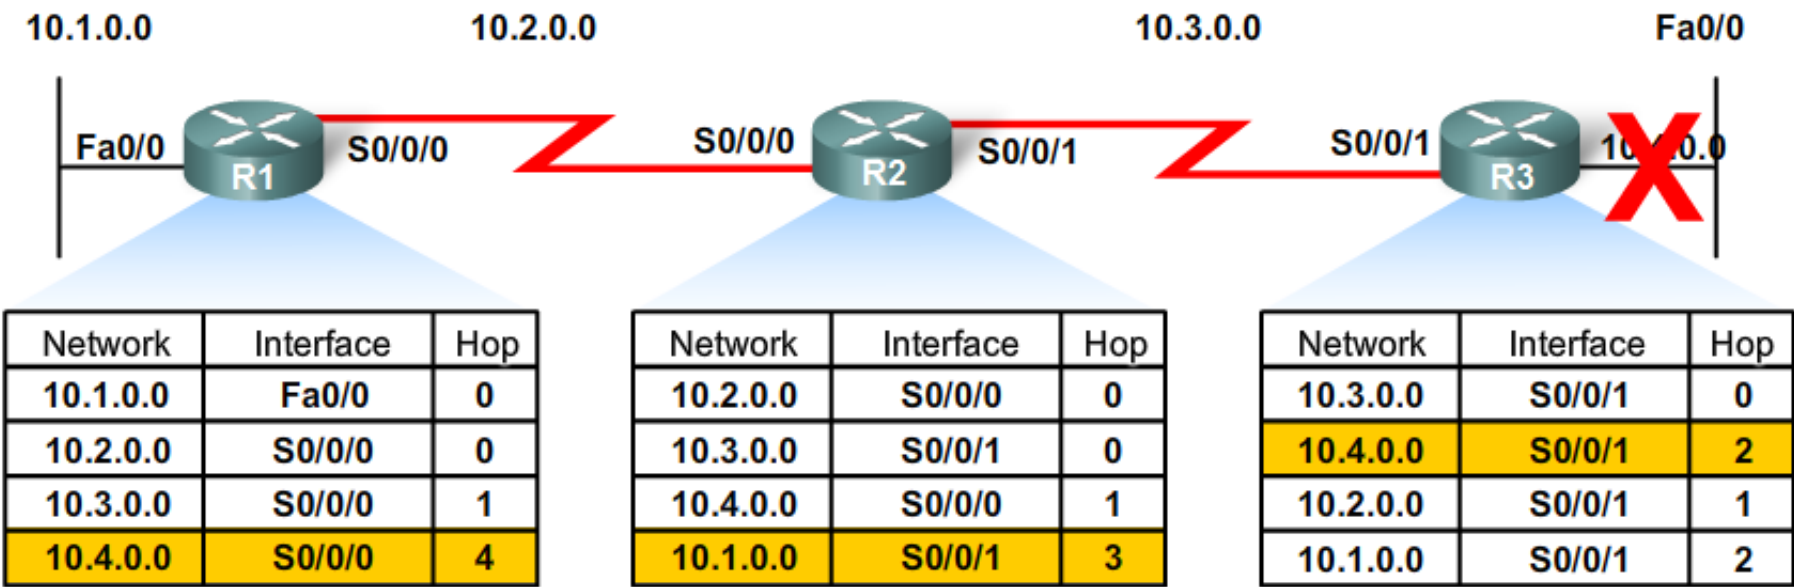 10.1.0.0 10.2.0.0 10.3.0.0 Fa0/0
Fa0/0 S0/0/0 S0/0/0 S0/0/1 S0/0/1 10.4.0.0
R1 R2 R3
Network Interface Hop
10.1.0.0 Fa0/0 0
10.2.0.0 S0/0/0 0
10.3.0.0 S0/0/0 1
10.4.0.0 S0/0/0 4
Network Interface Hop
10.2.0.0 S0/0/0 0
10.3.0.0 S0/0/1 0
10.4.0.0 S0/0/0 1
10.1.0.0 S0/0/1 3
Network Interface Hop
10.3.0.0 S0/0/1 0
10.4.0.0 S0/0/1 2
10.2.0.0 S0/0/1 1
10.1.0.0 S0/0/1 2